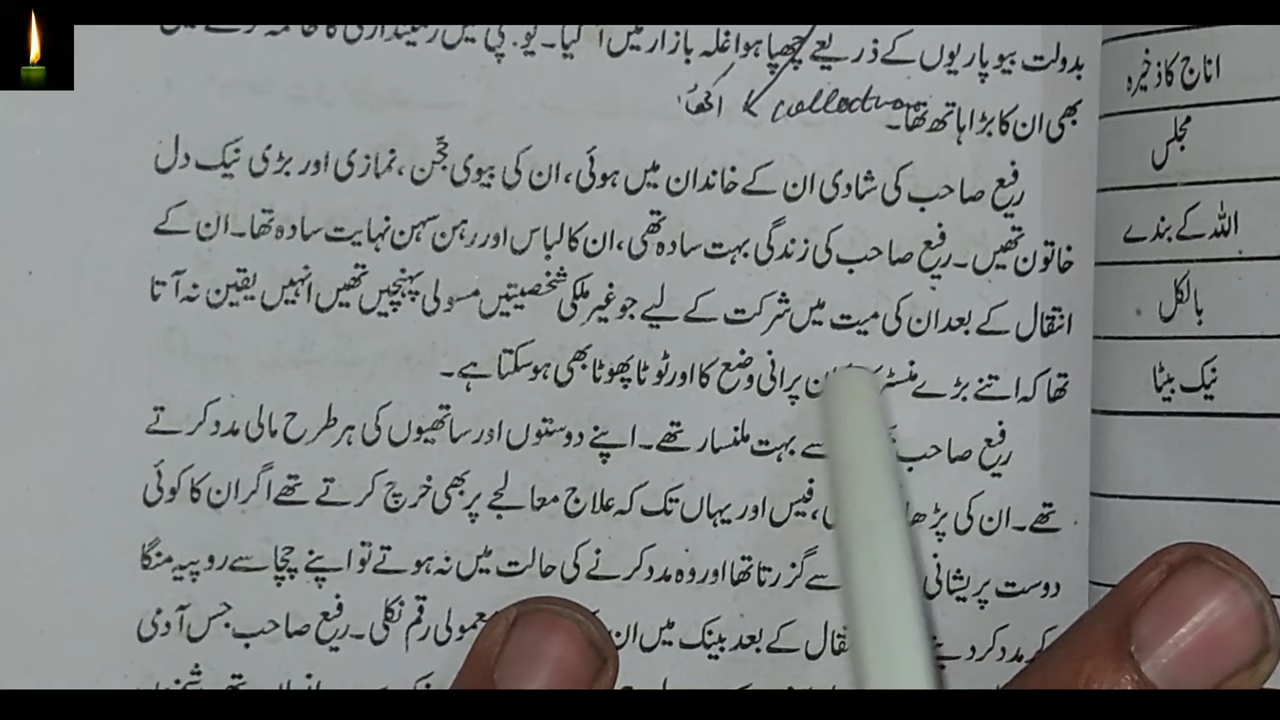 بدولت بیوپاریوں کے ذریعے چھپا ہوا غلہ بازار میں آ گیا۔ یو۔ پی میں زمینداری کا خاتمہ کرنے میں
بھی ان کا بڑا ہاتھ تھا۔
collection
رفیع صاحب کی شادی ان کے خاندان میں ہوئی، ان کی بیوی حجّن، نمازی اور بڑی نیک دل
خاتون تھیں۔ رفیع صاحب کی زندگی بہت سادہ تھی، ان کا لباس اور رہن سہن نہایت سادہ تھا۔ ان کے
انتقال کے بعد ان کی میت میں شرکت کے لیے جو غیر ملکی شخصیتیں مسولی پہنچیں تھیں انہیں یقین نہ آتا
تھا کہ اتنے بڑے منسٹر پرانی وضع کا اور ٹوٹا پھوٹا بھی ہو سکتا ہے۔
رفیع صاحب سے بہت ملنسار تھے۔ اپنے دوستوں اور ساتھیوں کی ہر طرح مالی مدد کرتے
تھے۔ ان کی فیس اور یہاں تک کہ علاج معالجے پر بھی خرچ کرتے تھے اگر ان کا کوئی
دوست پریشانی سے گزرتا تھا اور وہ مدد کرنے کی حالت میں نہ ہوتے تو اپنے چچا سے روپیہ منگا
کر مدد کر کے بعد بینک میں ان معمولی رقم نکلی۔ رفیع صاحب جس آدمی
اناج کا ذخیرہ
مجلس
اللہ کے بندے
بالکل
نیک بیٹا